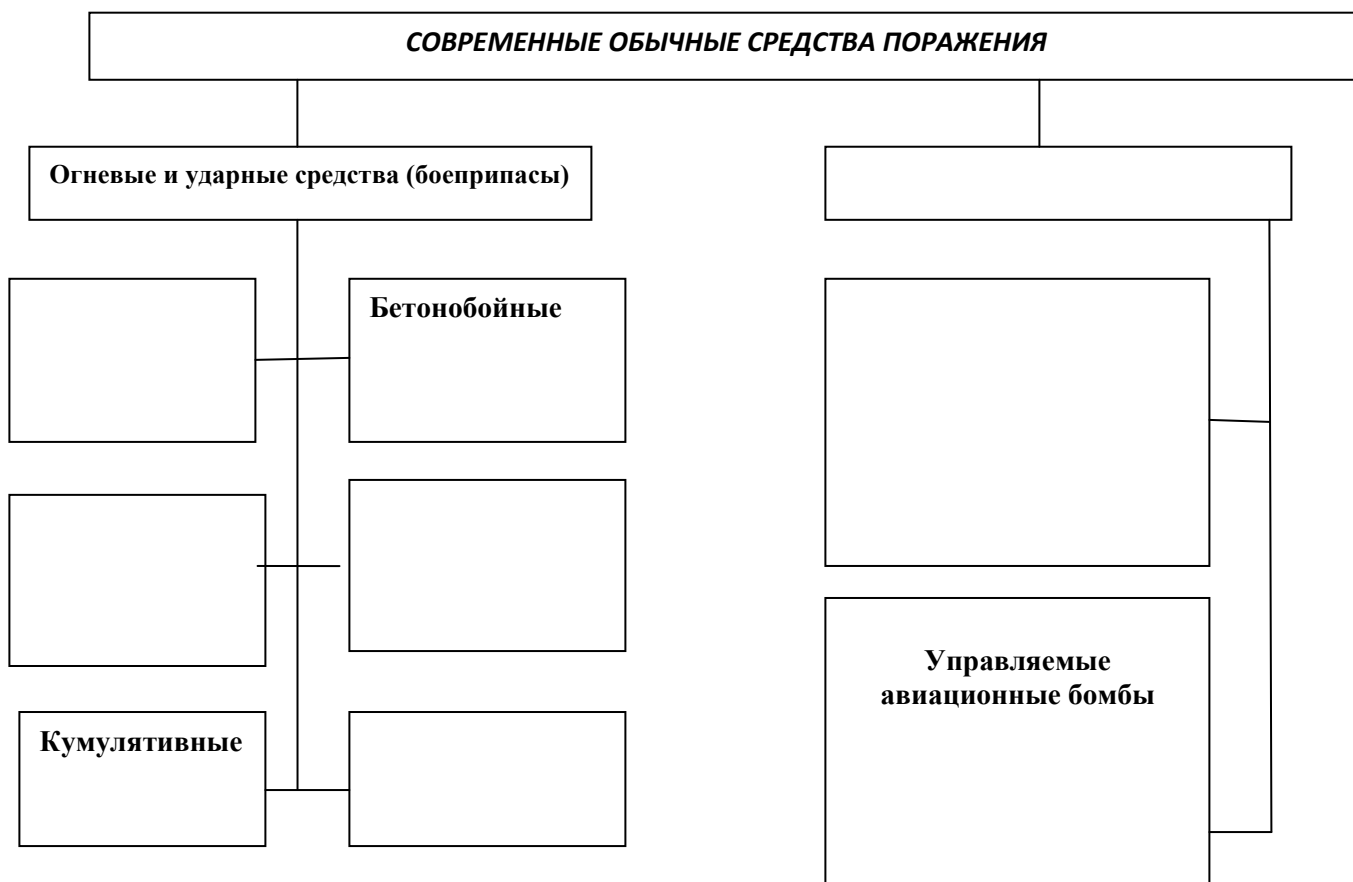 СОВРЕМЕННЫЕ ОБЫЧНЫЕ СРЕДСТВА ПОРАЖЕНИЯ
Огневые и ударные средства (боеприпасы)
Бетонобойные
Кумулятивные
Управляемые
авиационные бомбы